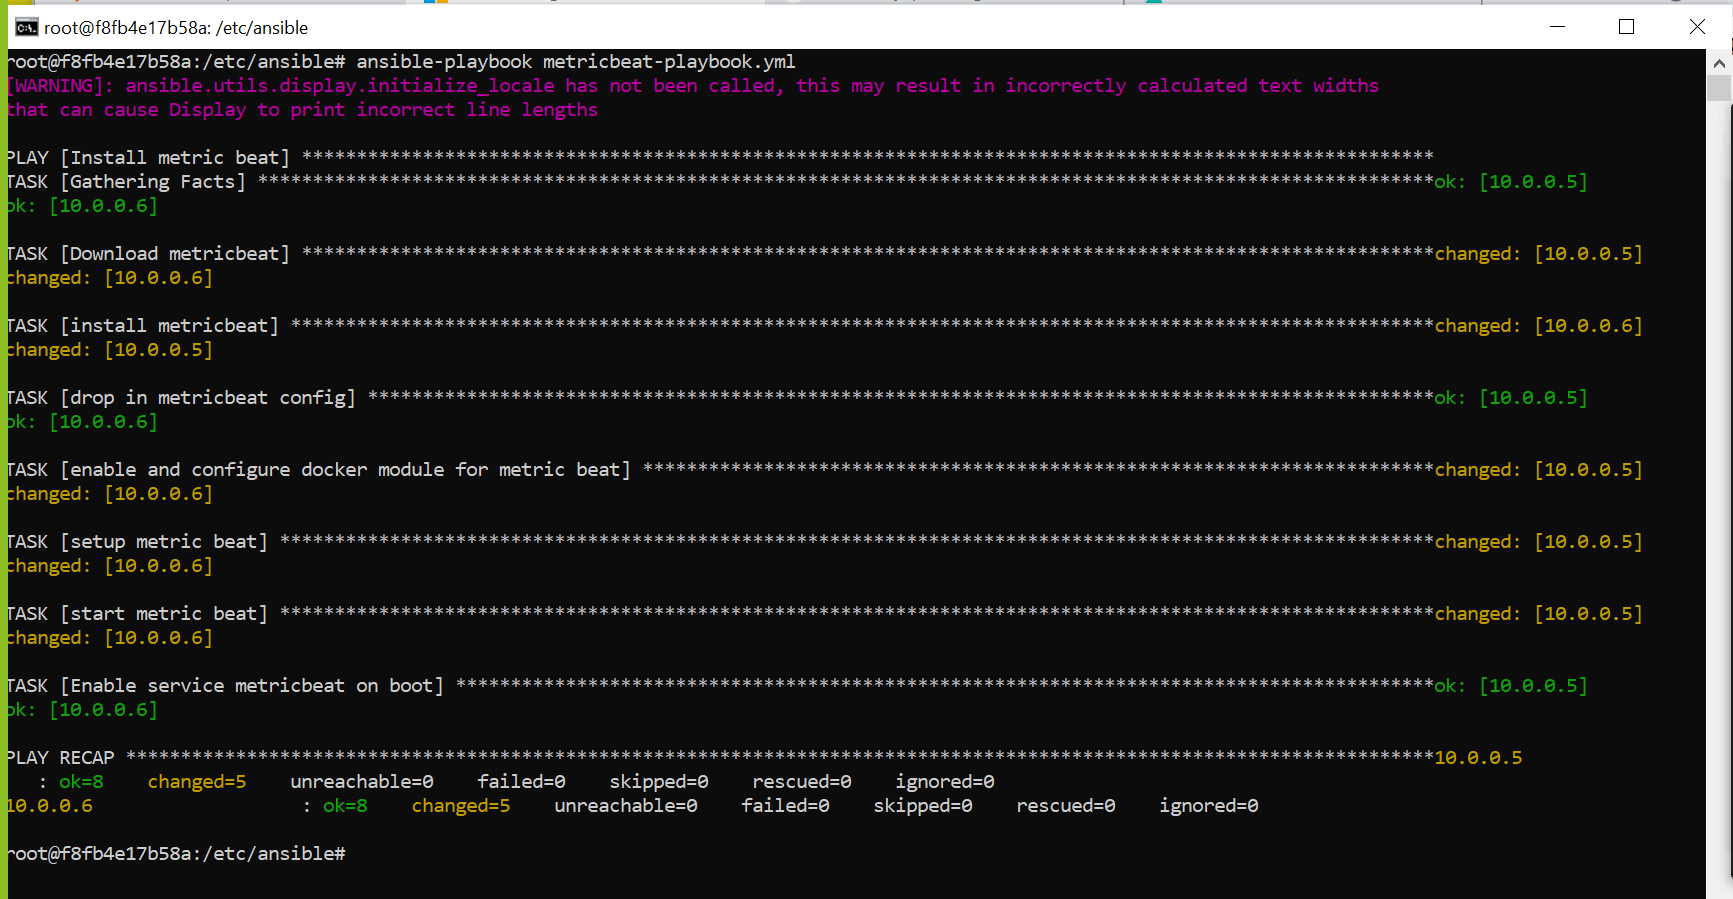 root@f8fb4e17b58a: /etc/ansible
root@f8fb4e17b58a:/etc/ansible# ansible-playbook metricbeat-playbook.yml
[WARNING]: ansible.utils.display.initialize_locale has not been called, this may result in incorrectly calculated text widths
that can cause Display to print incorrect line lengths
PLAY [Install metric beat] *******************************************************************************************************
TASK [Gathering Facts] ***********************************************************************************************************ok: [10.0.0.5]
ok: [10.0.0.6]
TASK [Download metricbeat] *******************************************************************************************************changed: [10.0.0.5]
changed: [10.0.0.6]
TASK [install metricbeat] ********************************************************************************************************changed: [10.0.0.6]
changed: [10.0.0.5]
TASK [drop in metricbeat config] *************************************************************************************************ok: [10.0.0.5]
ok: [10.0.0.6]
TASK [enable and configure docker module for metric beat] ************************************************************************changed: [10.0.0.5]
changed: [10.0.0.6]
TASK [setup metric beat] *********************************************************************************************************changed: [10.0.0.5]
changed: [10.0.0.6]
TASK [start metric beat] *********************************************************************************************************changed: [10.0.0.5]
changed: [10.0.0.6]
TASK [Enable service metricbeat on boot] *****************************************************************************************ok: [10.0.0.5]
ok: [10.0.0.6]
PLAY RECAP ***********************************************************************************************************************10.0.0.5
: ok=8 changed=5 unreachable=0 failed=0 skipped=0 rescued=0 ignored=0
10.0.0.6 : ok=8 changed=5 unreachable=0 failed=0 skipped=0 rescued=0 ignored=0
root@f8fb4e17b58a:/etc/ansible#